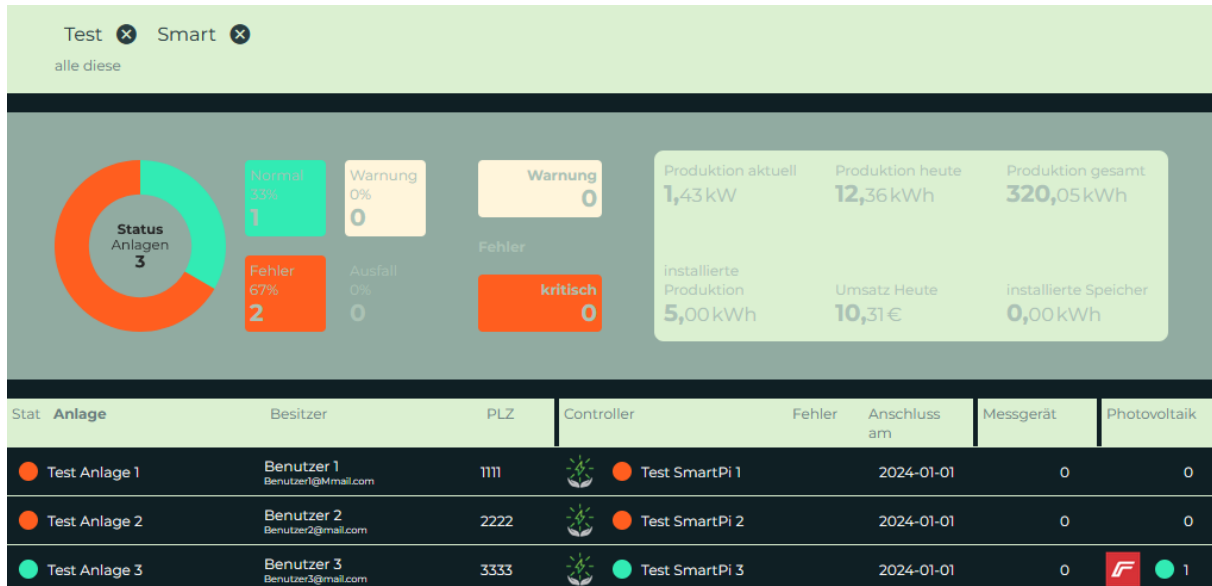 Test Smart
alle diese
Status
Anlagen
3
Normal
33%
1
Warnung
0%
0
Fehler
67%
2
Ausfall
0%
0
Warnung
0
Fehler
kritisch
0
Produktion aktuell
1,43 kW
Produktion heute
12,36 kWh
Produktion gesamt
320,05 kWh
installierte
Produktion
5,00 kWh
Umsatz Heute
10,31 €
installierte Speicher
0,00 kWh
Stat Anlage Besitzer PLZ Controller Fehler Anschluss am Messgerät Photovoltaik
Test Anlage 1 Benutzer 1 1111 Test SmartPi 1 2024-01-01 0 0
Benutzer1@Mmail.com
Test Anlage 2 Benutzer 2 2222 Test SmartPi 2 2024-01-01 0 0
Benutzer2@mail.com
Test Anlage 3 Benutzer 3 3333 Test SmartPi 3 2024-01-01 0 1
Benutzer3@mail.com